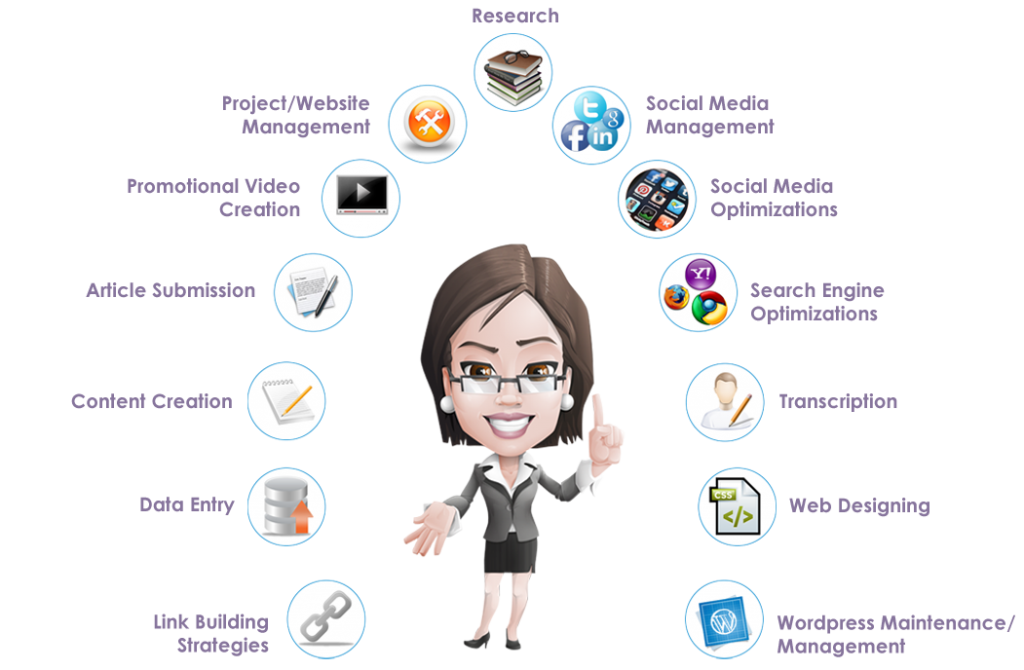 Research
Project/Website
Management
Social Media
Management
Promotional Video
Creation
Social Media
Optimizations
Article Submission
Y!
Search Engine
Optimizations
Content Creation
Transcription
Data Entry
CSS
</>
Web Designing
Link Building
Strategies
Wordpress Maintenance/
Management